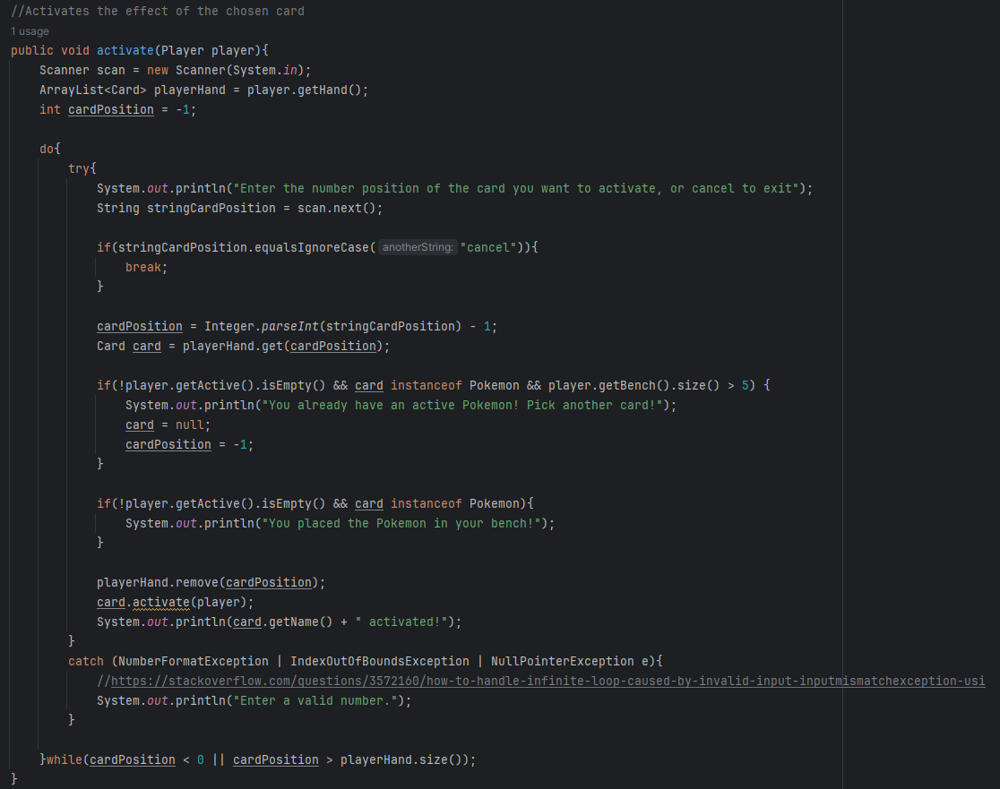 //Activates the effect of the chosen card
1 usage
public void activate(Player player){
    Scanner scan = new Scanner(System.in);
    ArrayList<Card> playerHand = player.getHand();
    int cardPosition = -1;

    do{
        try{
            System.out.println("Enter the number position of the card you want to activate, or cancel to exit");
            String stringCardPosition = scan.next();

            if(stringCardPosition.equalsIgnoreCase( anotherString: "cancel")){
                break;
            }

            cardPosition = Integer.parseInt(stringCardPosition) - 1;
            Card card = playerHand.get(cardPosition);

            if(!player.getActive().isEmpty() && card instanceof Pokemon && player.getBench().size() > 5) {
                System.out.println("You already have an active Pokemon! Pick another card!");
                card = null;
                cardPosition = -1;
            }

            if(!player.getActive().isEmpty() && card instanceof Pokemon){
                System.out.println("You placed the Pokemon in your bench!");
            }

            playerHand.remove(cardPosition);
            card.activate(player);
            System.out.println(card.getName() + " activated!");
        }
        catch (NumberFormatException | IndexOutOfBoundsException | NullPointerException e){
            //https://stackoverflow.com/questions/3572160/how-to-handle-infinite-loop-caused-by-invalid-input-inputmismatchexception-usi
            System.out.println("Enter a valid number.");
        }

    }while(cardPosition < 0 || cardPosition > playerHand.size());
}